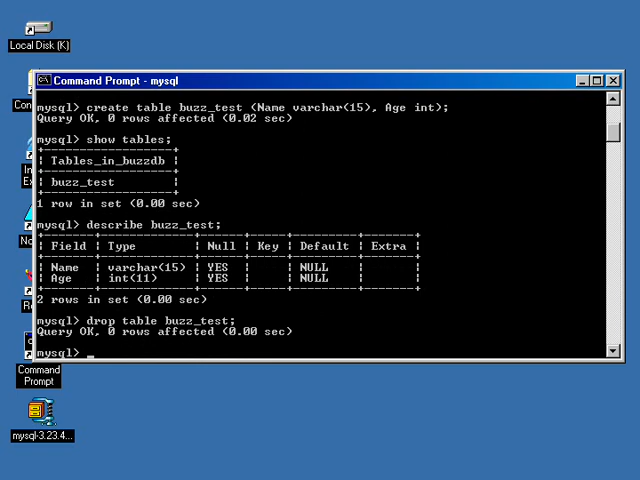 Local Disk (K)
Command Prompt - mysql
mysql> create table buzz_test (Name varchar(15), Age int);
Query OK, 0 rows affected (0.02 sec)
mysql> show tables;
+------------------+
| Tables_in_buzzdb |
+------------------+
| buzz_test        |
+------------------+
1 row in set (0.00 sec)
mysql> describe buzz_test;
+-------+-------------+------+-----+---------+-------+
| Field | Type        | Null | Key | Default | Extra |
+-------+-------------+------+-----+---------+-------+
| Name  | varchar(15) | YES  |     | NULL    |       |
| Age   | int(11)     | YES  |     | NULL    |       |
+-------+-------------+------+-----+---------+-------+
2 rows in set (0.00 sec)
mysql> drop table buzz_test;
Query OK, 0 rows affected (0.00 sec)
mysql> _
Command
Prompt
mysql-3.23.4...